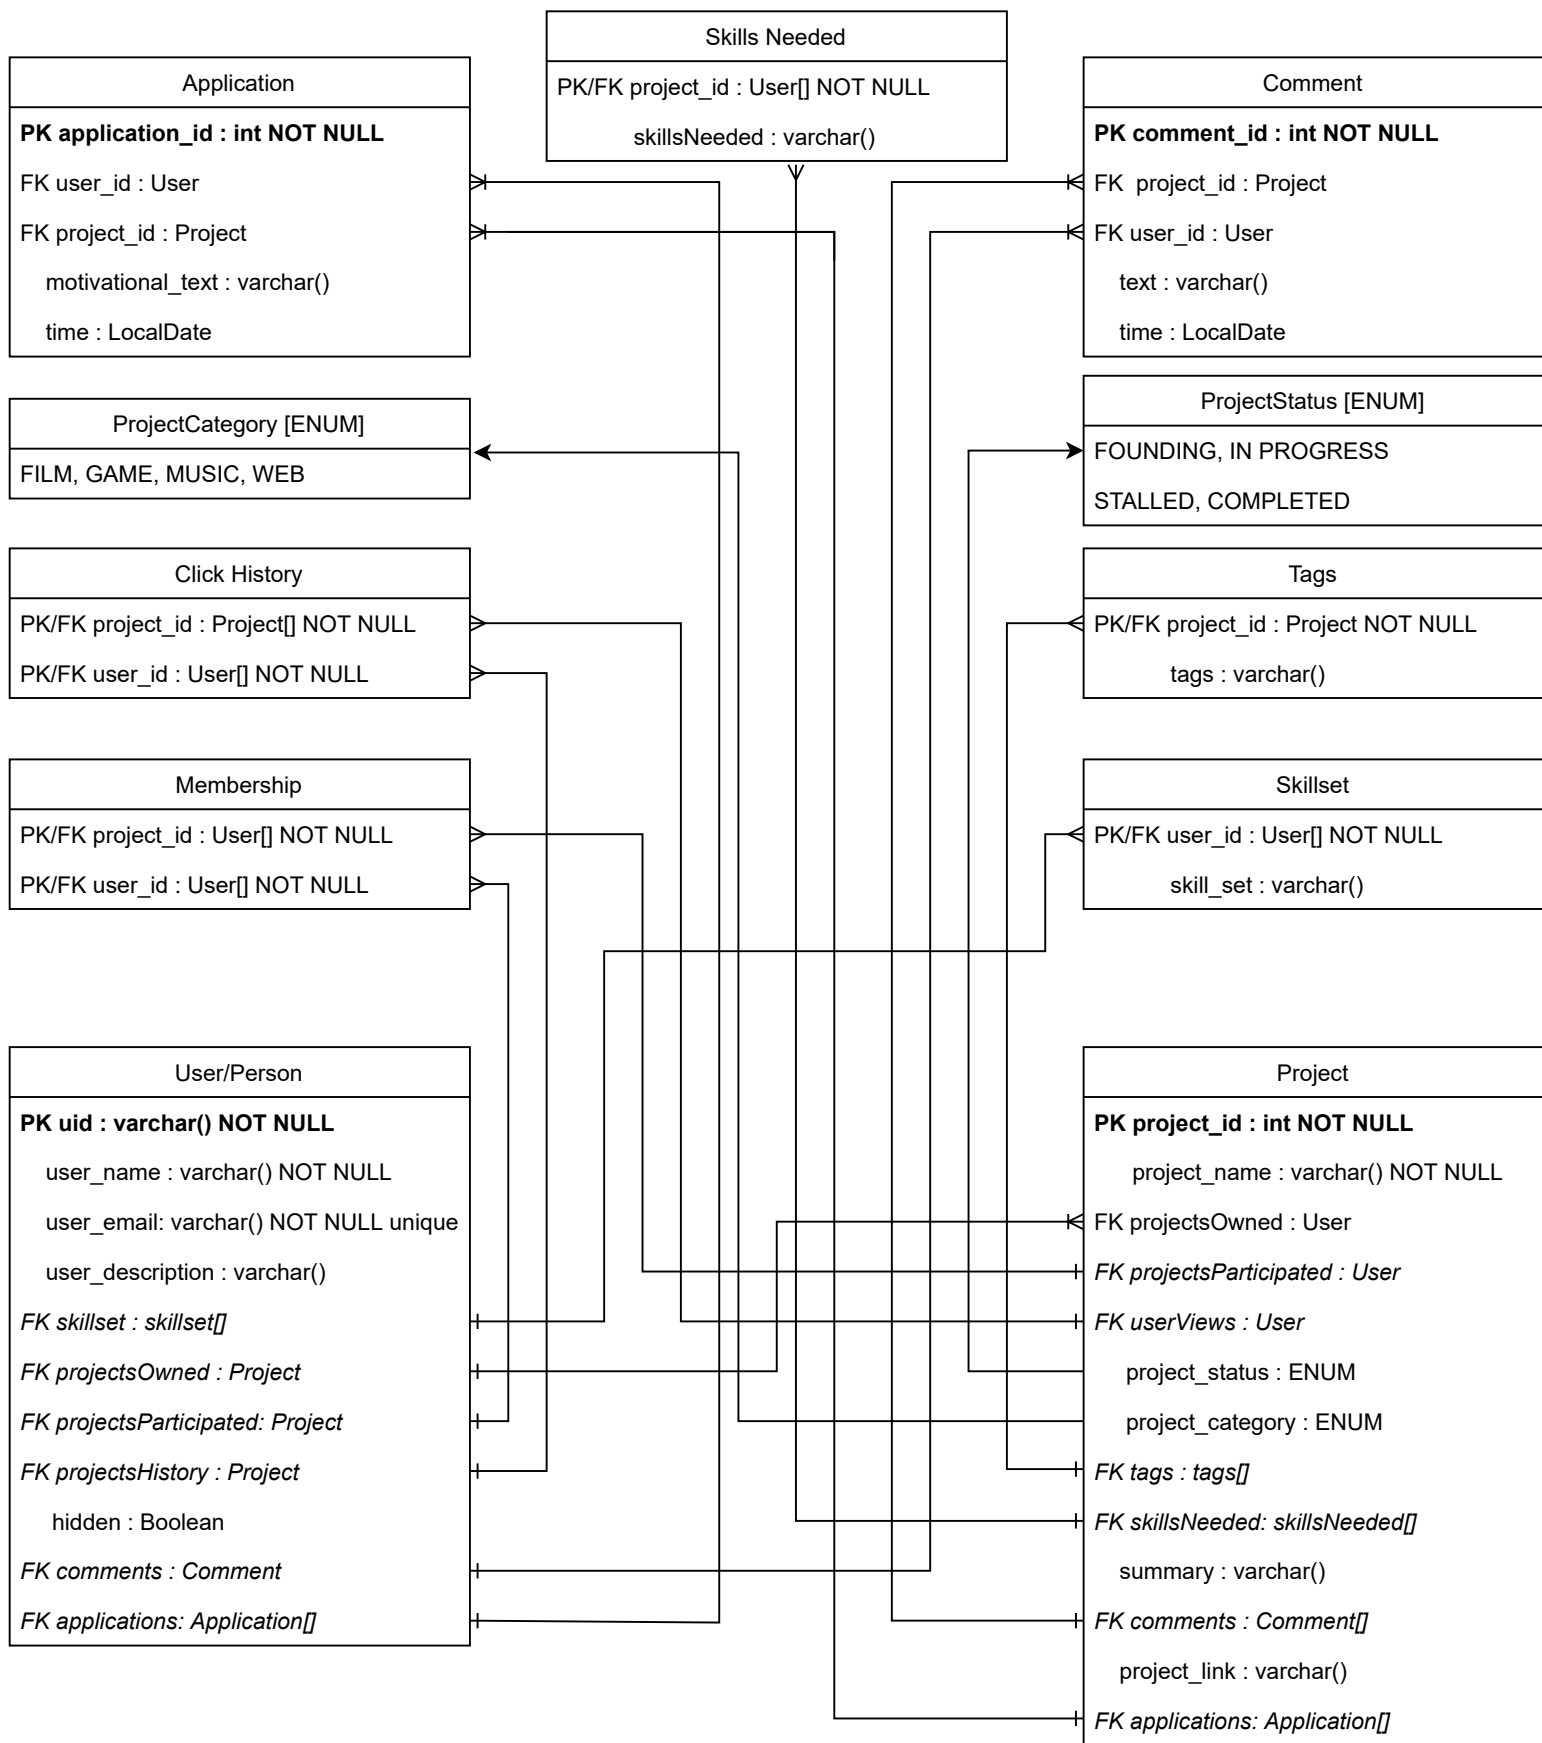 Skills Needed
PK/FK project_id : User[] NOT NULL
skillsNeeded : varchar()
Application
PK application_id : int NOT NULL
FK user_id : User
FK project_id : Project
motivational_text : varchar()
time : LocalDate
Comment
PK comment_id : int NOT NULL
FK project_id : Project
FK user_id : User
text : varchar()
time : LocalDate
ProjectCategory [ENUM]
FILM, GAME, MUSIC, WEB
ProjectStatus [ENUM]
FOUNDING, IN PROGRESS
STALLED, COMPLETED
Click History
PK/FK project_id : Project[] NOT NULL
PK/FK user_id : User[] NOT NULL
Tags
PK/FK project_id : Project NOT NULL
tags : varchar()
Membership
PK/FK project_id : User[] NOT NULL
PK/FK user_id : User[] NOT NULL
Skillset
PK/FK user_id : User[] NOT NULL
skill_set : varchar()
User/Person
PK uid : varchar() NOT NULL
user_name : varchar() NOT NULL
user_email: varchar() NOT NULL unique
user_description : varchar()
FK skillset : skillset[]
FK projectsOwned : Project
FK projectsParticipated: Project
FK projectsHistory : Project
hidden : Boolean
FK comments : Comment
FK applications: Application[]
Project
PK project_id : int NOT NULL
project_name : varchar() NOT NULL
FK projectsOwned : User
FK projectsParticipated : User
FK userViews : User
project_status : ENUM
project_category : ENUM
FK tags : tags[]
FK skillsNeeded: skillsNeeded[]
summary : varchar()
FK comments : Comment[]
project_link : varchar()
FK applications: Application[]